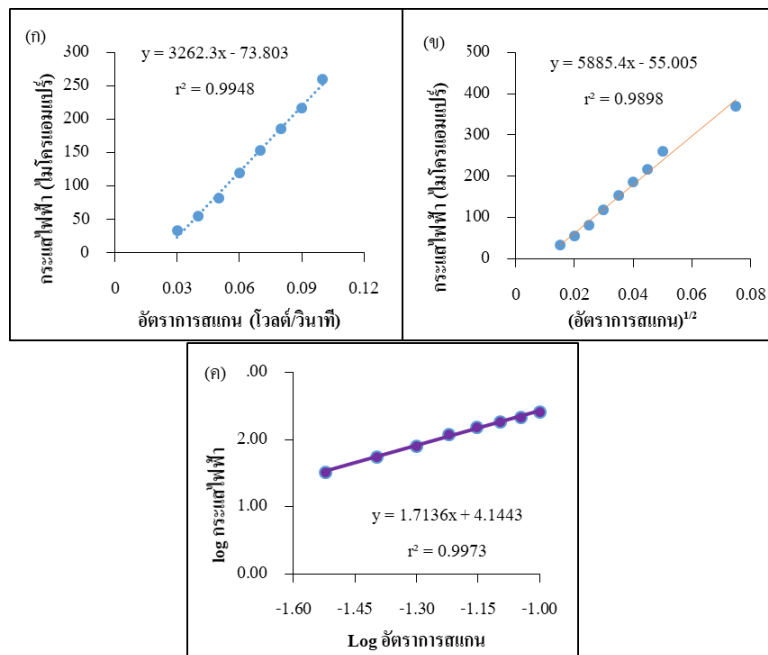 (ก)
y = 3262.3x - 73.803
r² = 0.9948
กระแสไฟฟ้า (ไมโครแอมแปร์)
300
250
200
150
100
50
0
0 0.03 0.06 0.09 0.12
อัตราการสแกน (โวลต์/วินาที)
(ข)
y = 5885.4x - 55.005
r² = 0.9898
กระแสไฟฟ้า (ไมโครแอมแปร์)
500
400
300
200
100
0
0 0.02 0.04 0.06 0.08
(อัตราการสแกน)¹/²
(ค)
log กระแสไฟฟ้า
.00
2.00
1.00
0.00
y = 1.7136x + 4.1443
r² = 0.9973
-1.60 -1.45 -1.30 -1.15 -1.00
Log อัตราการสแกน